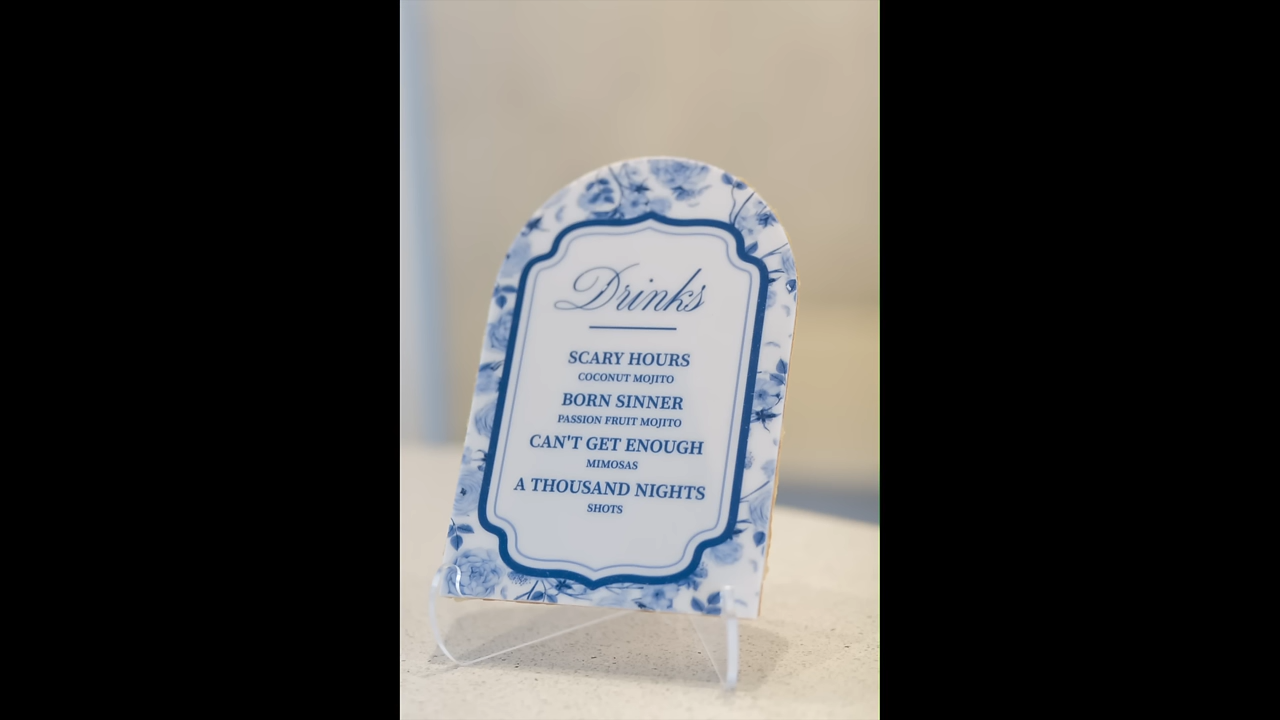 Drinks
SCARY HOURS
COCONUT MOJITO
BORN SINNER
PASSION FRUIT MOJITO
CAN'T GET ENOUGH
MIMOSAS
A THOUSAND NIGHTS
SHOTS